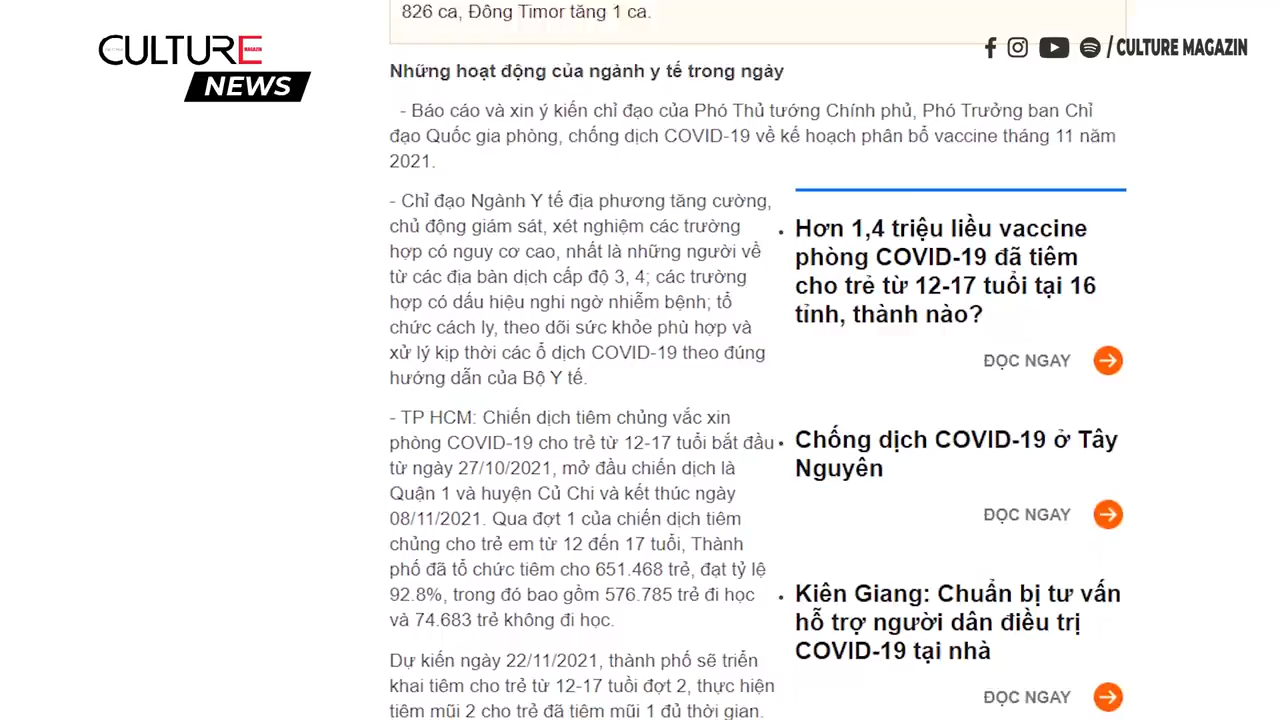 CULTURE
MAGAZIN
NEWS
/ CULTURE MAGAZIN
826 ca, Đông Timor tăng 1 ca.
Những hoạt động của ngành y tế trong ngày
- Báo cáo và xin ý kiến chỉ đạo của Phó Thủ tướng Chính phủ, Phó Trưởng ban Chỉ
đạo Quốc gia phòng, chống dịch COVID-19 về kế hoạch phân bổ vaccine tháng 11 năm
2021.
- Chỉ đạo Ngành Y tế địa phương tăng cường,
chủ động giám sát, xét nghiệm các trường
hợp có nguy cơ cao, nhất là những người về
từ các địa bàn dịch cấp độ 3, 4; các trường
hợp có dấu hiệu nghi ngờ nhiễm bệnh; tổ
chức cách ly, theo dõi sức khỏe phù hợp và
xử lý kịp thời các ổ dịch COVID-19 theo đúng
hướng dẫn của Bộ Y tế.
- TP HCM: Chiến dịch tiêm chủng vắc xin
phòng COVID-19 cho trẻ từ 12-17 tuổi bắt đầu
từ ngày 27/10/2021, mở đầu chiến dịch là
Quận 1 và huyện Củ Chi và kết thúc ngày
08/11/2021. Qua đợt 1 của chiến dịch tiêm
chủng cho trẻ em từ 12 đến 17 tuổi, Thành
phố đã tổ chức tiêm cho 651.468 trẻ, đạt tỷ lệ
92.8%, trong đó bao gồm 576.785 trẻ đi học
và 74.683 trẻ không đi học.
Dự kiến ngày 22/11/2021, thành phố sẽ triển
khai tiêm cho trẻ từ 12-17 tuổi đợt 2, thực hiện
tiêm mũi 2 cho trẻ đã tiêm mũi 1 đủ thời gian.
• Hơn 1,4 triệu liều vaccine
phòng COVID-19 đã tiêm
cho trẻ từ 12-17 tuổi tại 16
tỉnh, thành nào?
ĐỌC NGAY
• Chống dịch COVID-19 ở Tây
Nguyên
ĐỌC NGAY
• Kiên Giang: Chuẩn bị tư vấn
hỗ trợ người dân điều trị
COVID-19 tại nhà
ĐỌC NGAY